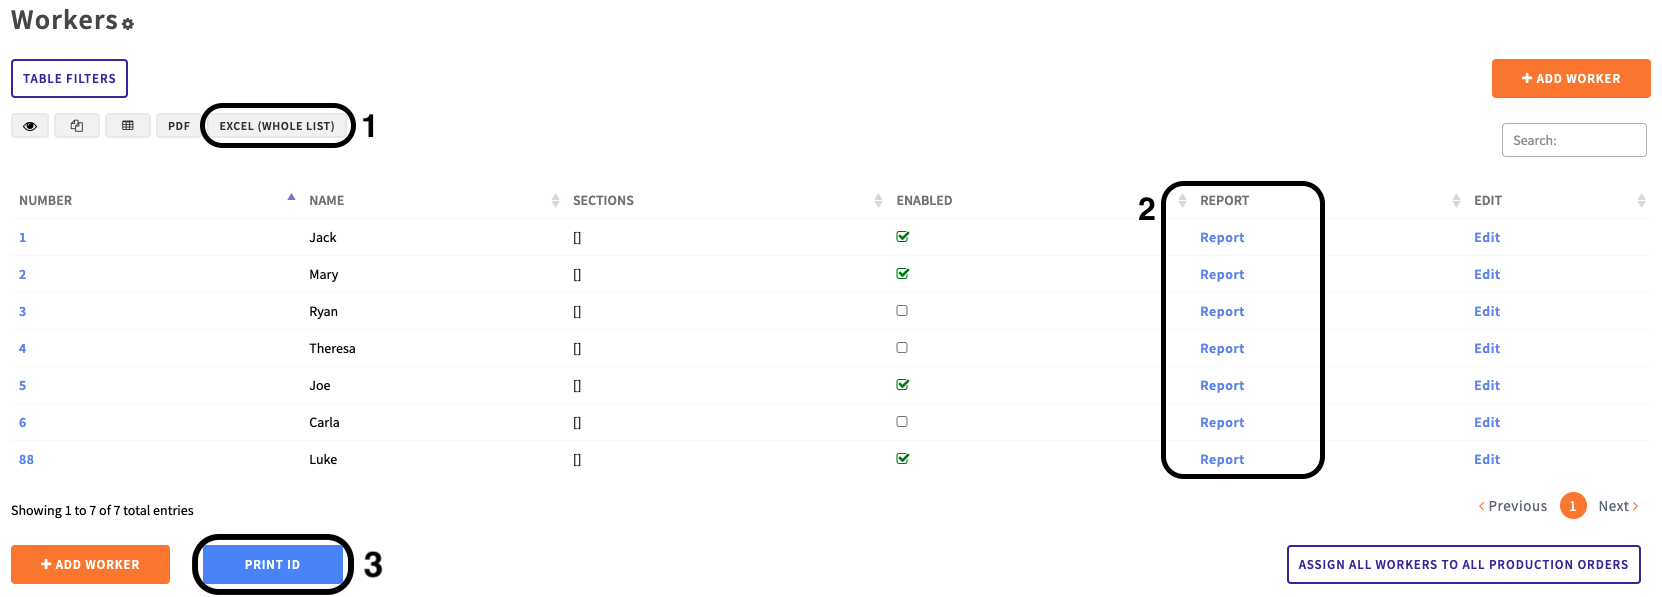 Workers
TABLE FILTERS
+ ADD WORKER
PDF EXCEL (WHOLE LIST) 1
Search:
NUMBER NAME SECTIONS ENABLED 2 REPORT EDIT
1 Jack [] Report Edit
2 Mary [] Report Edit
3 Ryan [] Report Edit
4 Theresa [] Report Edit
5 Joe [] Report Edit
6 Carla [] Report Edit
88 Luke [] Report Edit
Showing 1 to 7 of 7 total entries
< Previous 1 Next >
+ ADD WORKER PRINT ID 3 ASSIGN ALL WORKERS TO ALL PRODUCTION ORDERS